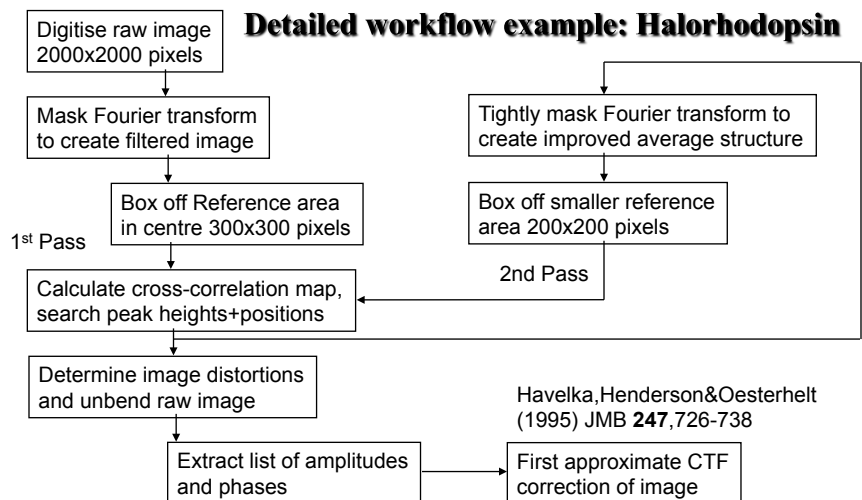 Detailed workflow example: Halorhodopsin
Digitise raw image
2000x2000 pixels
Mask Fourier transform
to create filtered image
Box off Reference area
in centre 300x300 pixels
1st Pass
Calculate cross-correlation map,
search peak heights+positions
Tightly mask Fourier transform to
create improved average structure
Box off smaller reference
area 200x200 pixels
2nd Pass
Determine image distortions
and unbend raw image
Havelka,Henderson&Oesterhelt
(1995) JMB 247,726-738
Extract list of amplitudes
and phases
First approximate CTF
correction of image